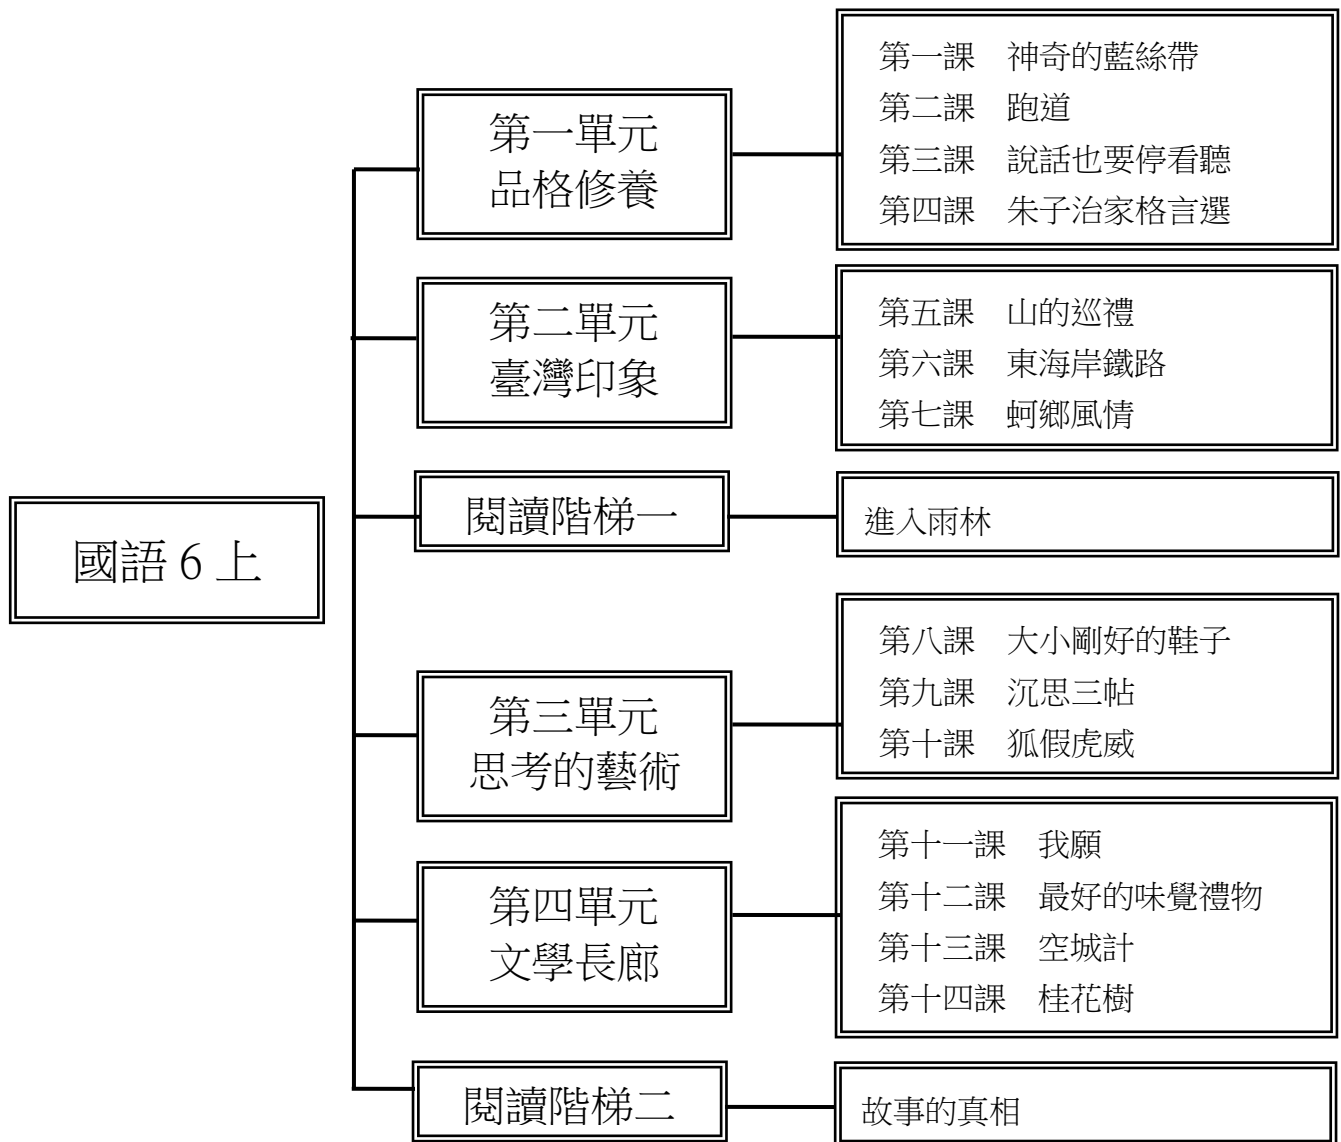 國語 6 上
第一單元
品格修養
第一課　神奇的藍絲帶
第二課　跑道
第三課　說話也要停看聽
第四課　朱子治家格言選
第二單元
臺灣印象
第五課　山的巡禮
第六課　東海岸鐵路
第七課　蚵鄉風情
閱讀階梯一
進入雨林
第三單元
思考的藝術
第八課　大小剛好的鞋子
第九課　沉思三帖
第十課　狐假虎威
第四單元
文學長廊
第十一課　我願
第十二課　最好的味覺禮物
第十三課　空城計
第十四課　桂花樹
閱讀階梯二
故事的真相